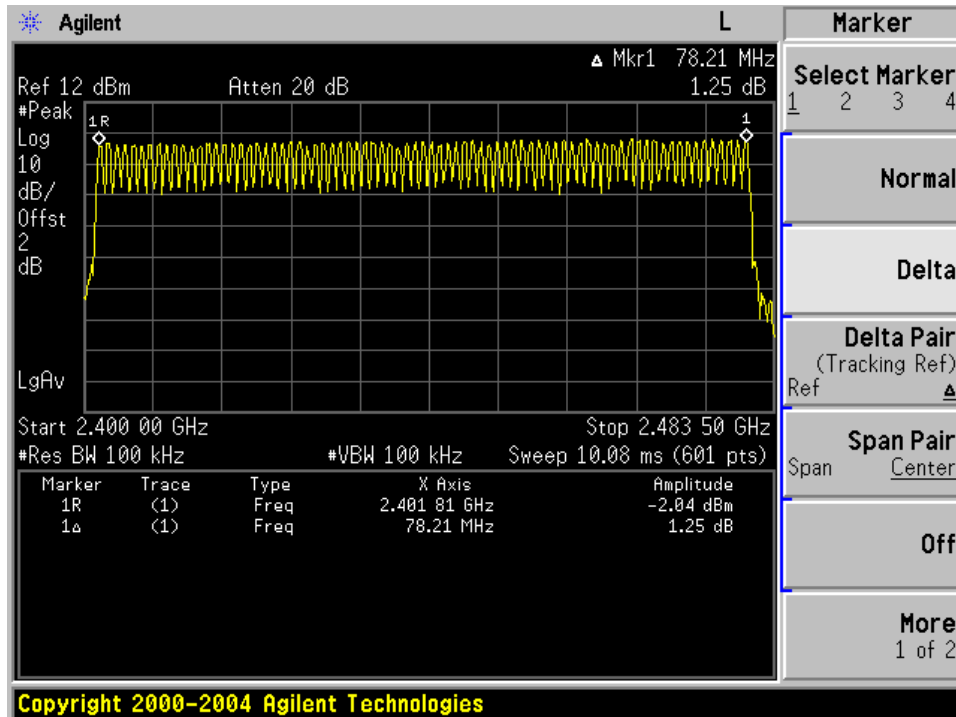 Agilent
L
Marker
Δ Mkr1 78.21 MHz
Ref 12 dBm Atten 20 dB 1.25 dB
#Peak
Log
10
dB/
Offst
2
dB
1R
1
LgAv
Start 2.400 00 GHz Stop 2.483 50 GHz
#Res BW 100 kHz #VBW 100 kHz Sweep 10.08 ms (601 pts)
Marker Trace Type X Axis Amplitude
1R (1) Freq 2.401 81 GHz -2.04 dBm
1Δ (1) Freq 78.21 MHz 1.25 dB
Select Marker
1 2 3 4
Normal
Delta
Delta Pair
(Tracking Ref)
Ref Δ
Span Pair
Span Center
Off
More
1 of 2
Copyright 2000-2004 Agilent Technologies